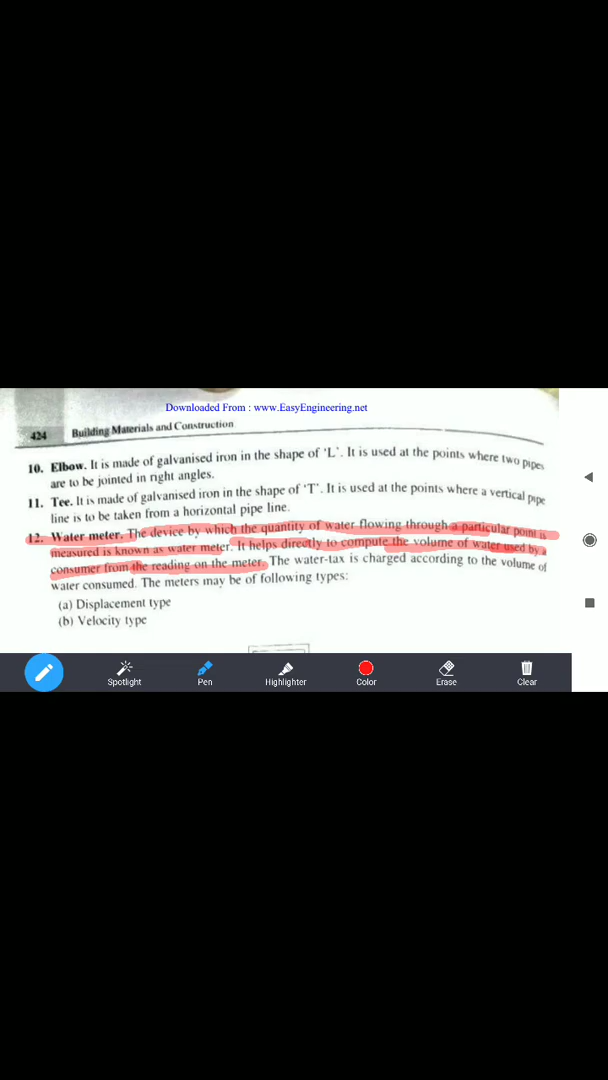 Downloaded From : www.EasyEngineering.net
424 Building Materials and Construction
10. Elbow. It is made of galvanised iron in the shape of 'L'. It is used at the points where two pipes
are to be jointed in right angles.
11. Tee. It is made of galvanised iron in the shape of 'T'. It is used at the points where a vertical pipe
line is to be taken from a horizontal pipe line.
12. Water meter. The device by which the quantity of water flowing through a particular point is
measured is known as water meter. It helps directly to compute the volume of water used by a
consumer from the reading on the meter. The water-tax is charged according to the volume of
water consumed. The meters may be of following types:
(a) Displacement type
(b) Velocity type
Spotlight Pen Highlighter Color Erase Clear